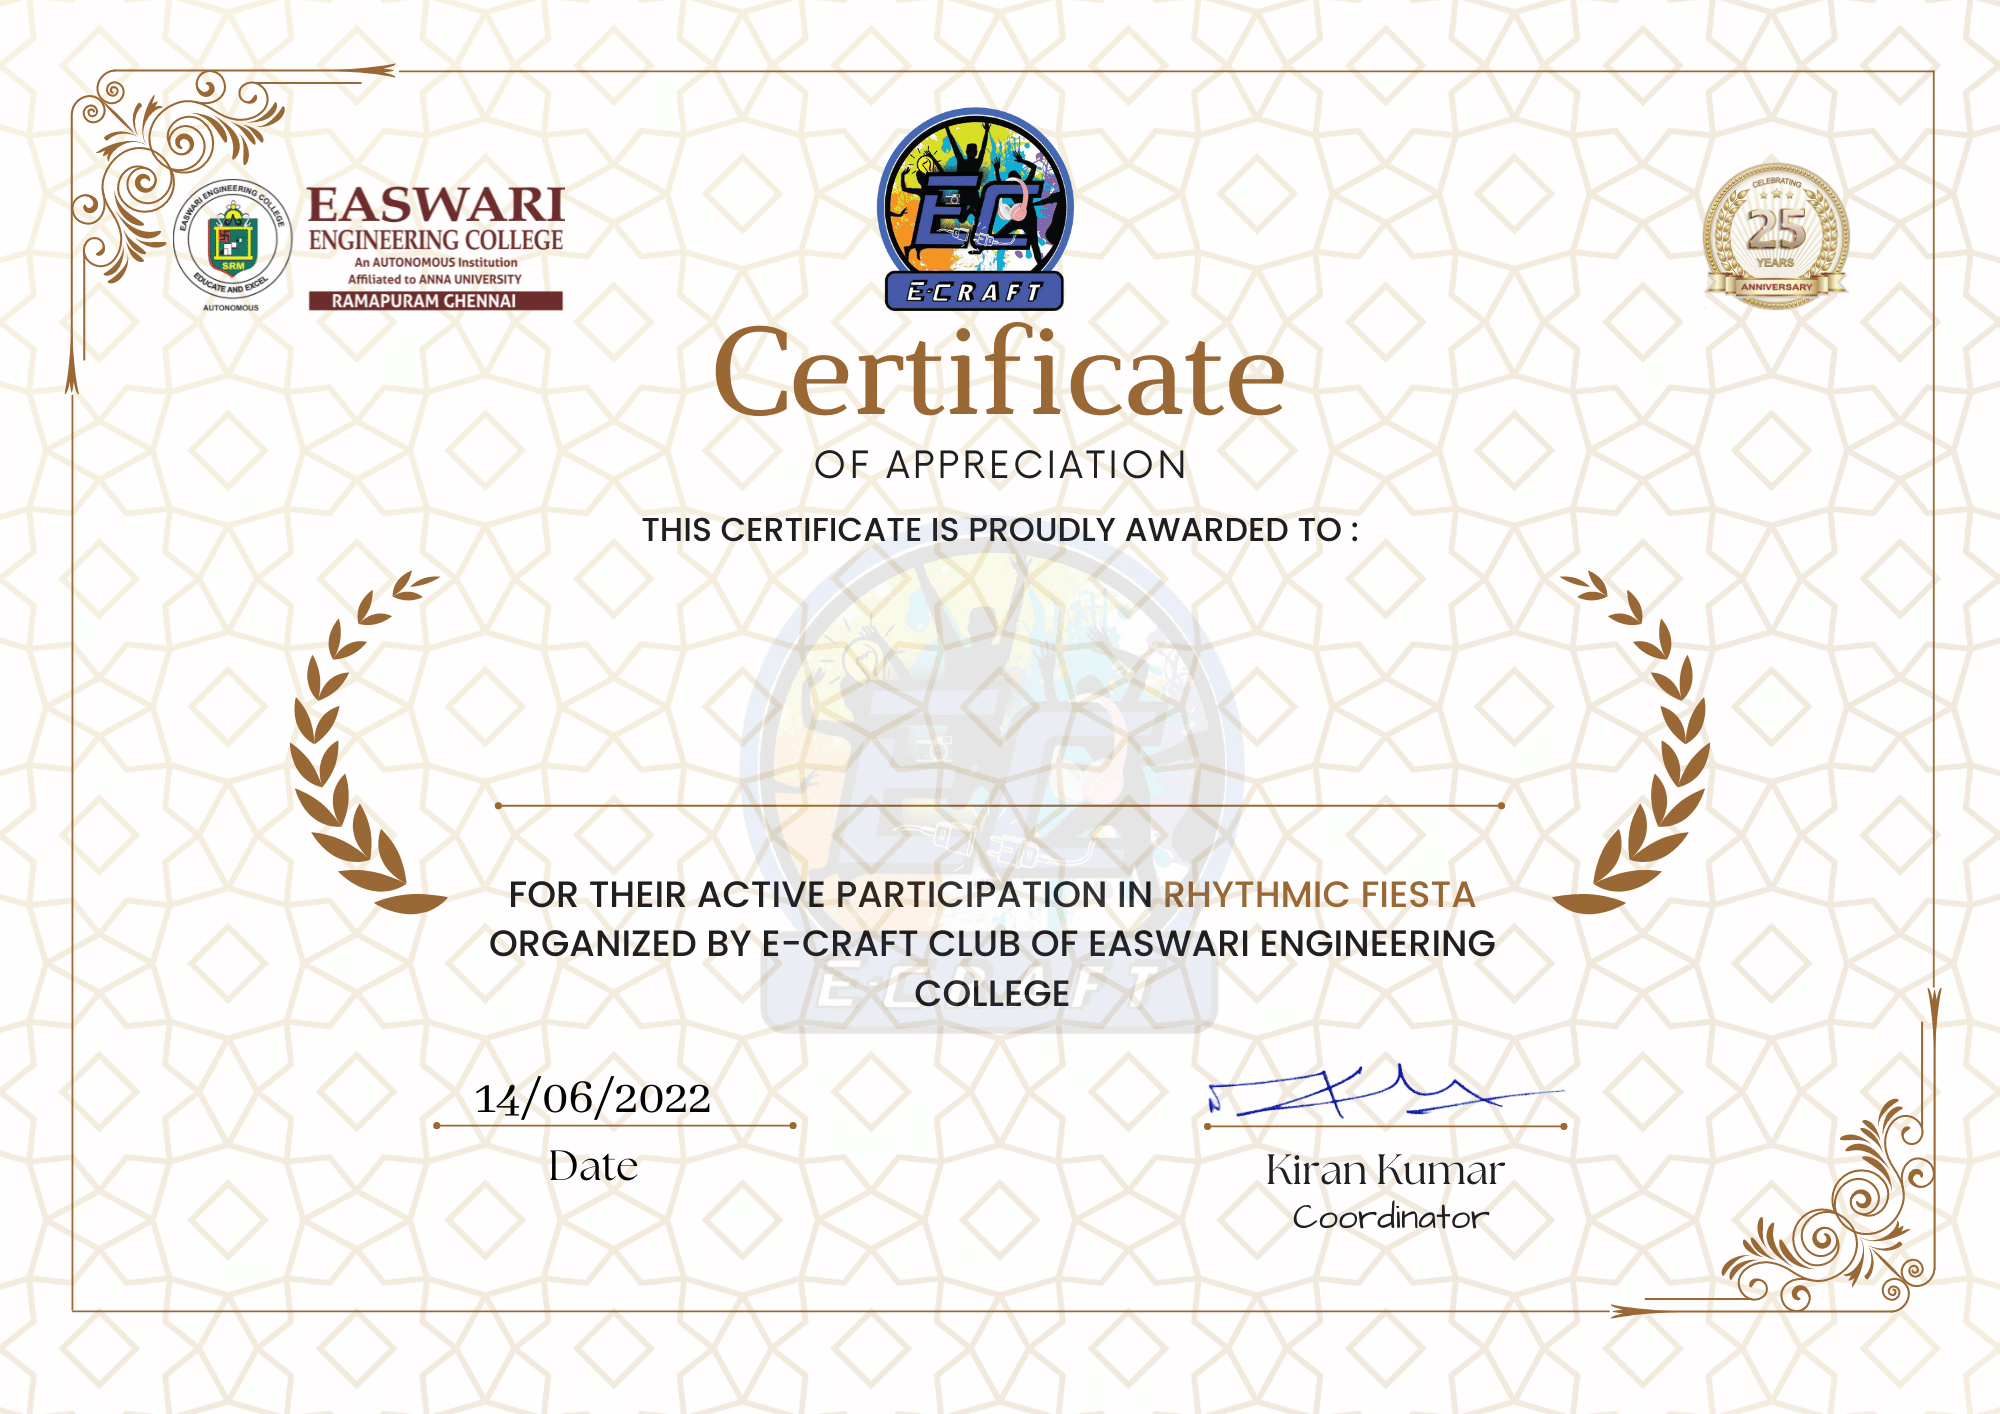 EASWARI ENGINEERING COLLEGE
SRM
EDUCATE AND EXCEL
AUTONOMOUS
EASWARI
ENGINEERING COLLEGE
An AUTONOMOUS Institution
Affiliated to ANNA UNIVERSITY
RAMAPURAM CHENNAI
EC
E-CRAFT
CELEBRATING
25
YEARS
ANNIVERSARY
Certificate
OF APPRECIATION
THIS CERTIFICATE IS PROUDLY AWARDED TO :
EC
FOR THEIR ACTIVE PARTICIPATION IN RHYTHMIC FIESTA
ORGANIZED BY E-CRAFT CLUB OF EASWARI ENGINEERING
COLLEGE
E-CRAFT
14/06/2022
Date
Kiran Kumar
Coordinator